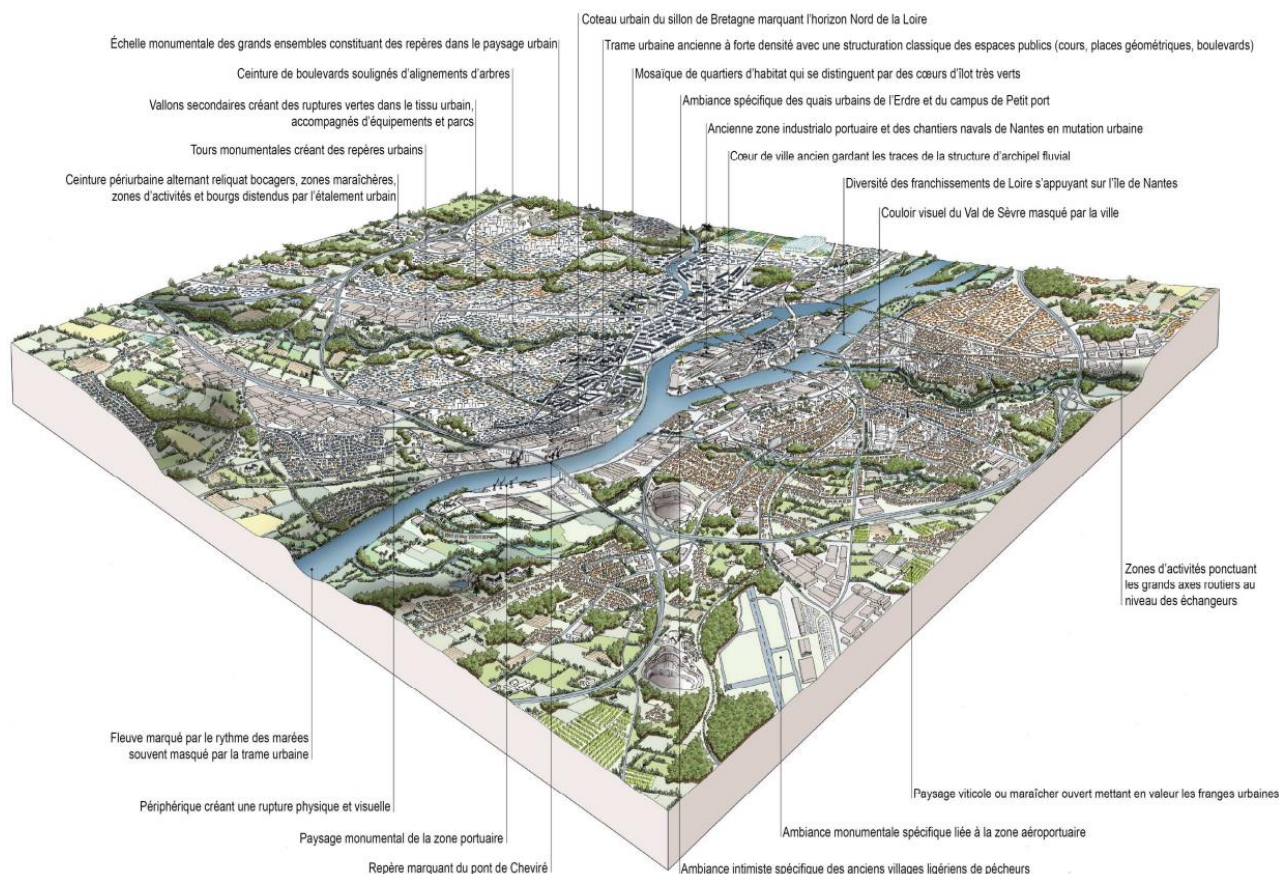 Coteau urbain du sillon de Bretagne marquant l'horizon Nord de la Loire
Échelle monumentale des grands ensembles constituant des repères dans le paysage urbain
Trame urbaine ancienne à forte densité avec une structuration classique des espaces publics (cours, places géométriques, boulevards)
Ceinture de boulevards soulignés d'alignements d'arbres
Mosaïque de quartiers d'habitat qui se distinguent par des cœurs d'îlot très verts
Vallons secondaires créant des ruptures vertes dans le tissu urbain,
accompagnés d'équipements et parcs
Ambiance spécifique des quais urbains de l'Erdre et du campus de Petit port
Ancienne zone industrialo portuaire et des chantiers navals de Nantes en mutation urbaine
Tours monumentales créant des repères urbains
Cœur de ville ancien gardant les traces de la structure d'archipel fluvial
Ceinture périurbaine alternant reliquat bocagers, zones maraîchères,
zones d'activités et bourgs distendus par l'étalement urbain
Diversité des franchissements de Loire s'appuyant sur l'île de Nantes
Couloir visuel du Val de Sèvre masqué par la ville
Zones d'activités ponctuant
les grands axes routiers au
niveau des échangeurs
Fleuve marqué par le rythme des marées
souvent masqué par la trame urbaine
Périphérique créant une rupture physique et visuelle
Paysage viticole ou maraîcher ouvert mettant en valeur les franges urbaines
Paysage monumental de la zone portuaire
Ambiance monumentale spécifique liée à la zone aéroportuaire
Repère marquant du pont de Cheviré
Ambiance intimiste spécifique des anciens villages ligériens de pécheurs